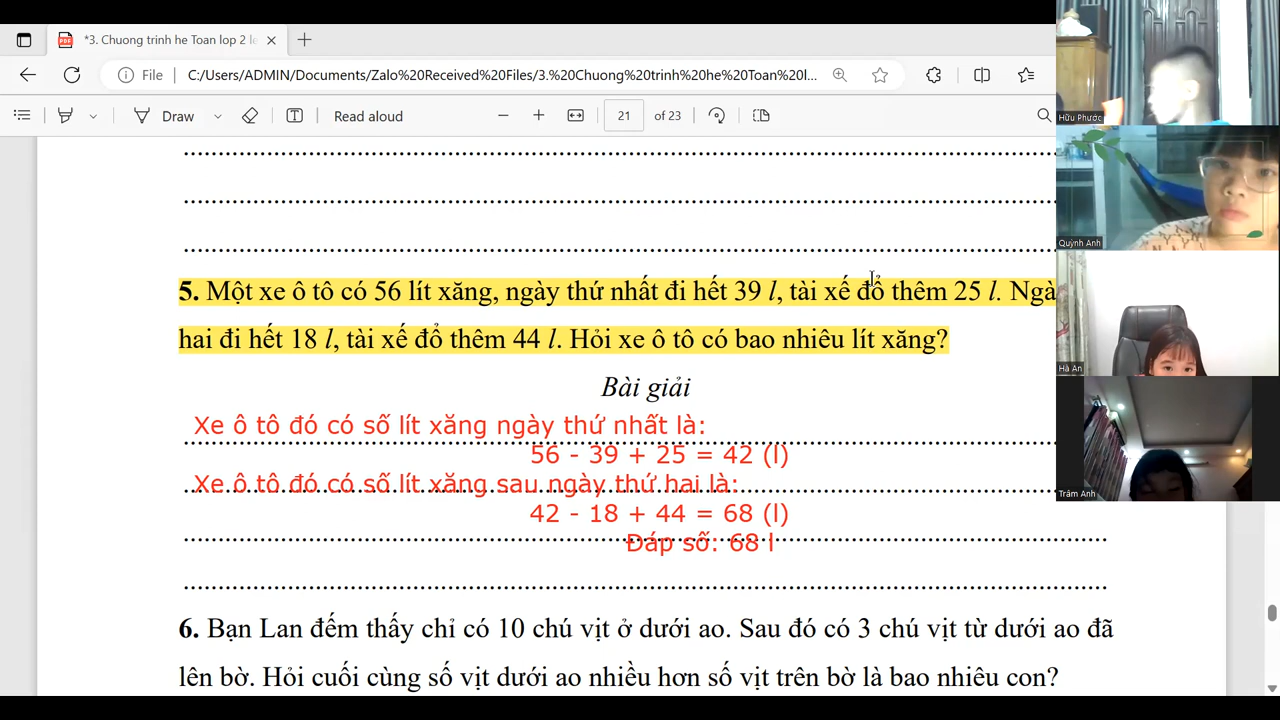 *3. Chuong trinh he Toan lop 2 le
File
C:/Users/ADMIN/Documents/Zalo%20Received%20Files/3.%20Chuong%20trinh%20he%20Toan%20l...
Draw
Read aloud
21
of 23
Hữu Phước
Quỳnh Anh
Hà An
Trâm Anh
5. Một xe ô tô có 56 lít xăng, ngày thứ nhất đi hết 39 l, tài xế đổ thêm 25 l. Ngà
hai đi hết 18 l, tài xế đổ thêm 44 l. Hỏi xe ô tô có bao nhiêu lít xăng?
Bài giải
Xe ô tô đó có số lít xăng ngày thứ nhất là:
56 - 39 + 25 = 42 (l)
Xe ô tô đó có số lít xăng sau ngày thứ hai là:
42 - 18 + 44 = 68 (l)
Đáp số: 68 l
6. Bạn Lan đếm thấy chỉ có 10 chú vịt ở dưới ao. Sau đó có 3 chú vịt từ dưới ao đã
lên bờ. Hỏi cuối cùng số vịt dưới ao nhiều hơn số vịt trên bờ là bao nhiêu con?